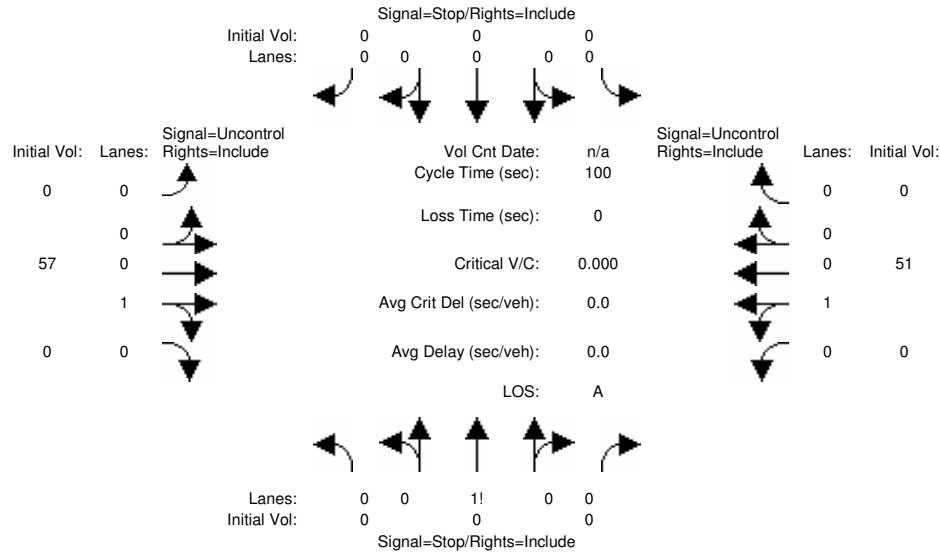 Signal=Stop/Rights=Include
Initial Vol: 0 0 0
Lanes: 0 0 0 0 0
Signal=Uncontrol
Initial Vol: Lanes: Rights=Include
Vol Cnt Date: n/a
Signal=Uncontrol
Rights=Include Lanes: Initial Vol:
Cycle Time (sec): 100
0 0
0 0
Loss Time (sec): 0
0
0
57 0
Critical V/C: 0.000
0 51
1
Avg Crit Del (sec/veh): 0.0
1
0 0
Avg Delay (sec/veh): 0.0
0 0
LOS: A
Lanes: 0 0 1! 0 0
Initial Vol: 0 0 0
Signal=Stop/Rights=Include